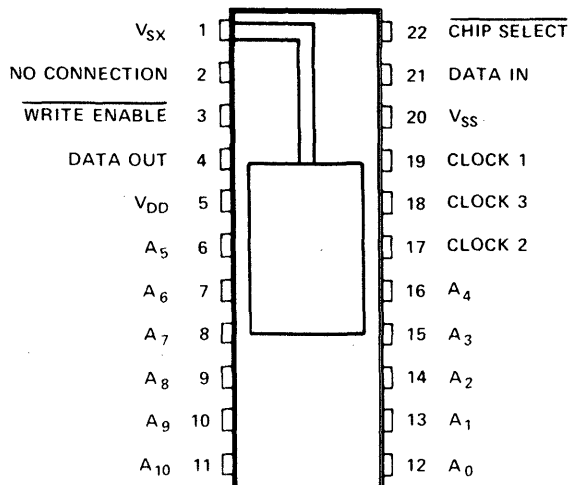 V_SX 1 22 CHIP SELECT
NO CONNECTION 2 21 DATA IN
WRITE ENABLE 3 20 V_SS
DATA OUT 4 19 CLOCK 1
V_DD 5 18 CLOCK 3
A_5 6 17 CLOCK 2
A_6 7 16 A_4
A_7 8 15 A_3
A_8 9 14 A_2
A_9 10 13 A_1
A_10 11 12 A_0